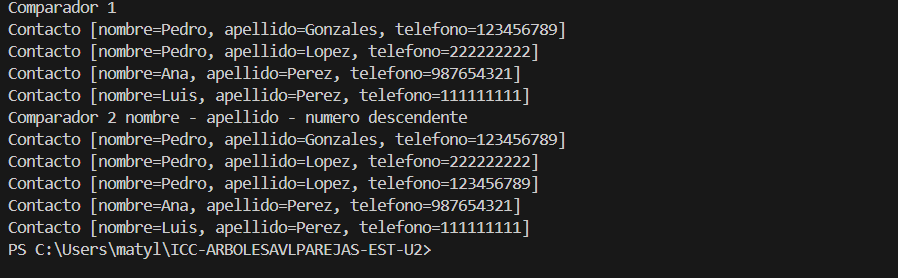 Comparador 1
Contacto [nombre=Pedro, apellido=Gonzales, telefono=123456789]
Contacto [nombre=Pedro, apellido=Lopez, telefono=222222222]
Contacto [nombre=Ana, apellido=Perez, telefono=987654321]
Contacto [nombre=Luis, apellido=Perez, telefono=111111111]
Comparador 2 nombre - apellido - numero descendente
Contacto [nombre=Pedro, apellido=Gonzales, telefono=123456789]
Contacto [nombre=Pedro, apellido=Lopez, telefono=222222222]
Contacto [nombre=Pedro, apellido=Lopez, telefono=123456789]
Contacto [nombre=Ana, apellido=Perez, telefono=987654321]
Contacto [nombre=Luis, apellido=Perez, telefono=111111111]
PS C:\Users\matyl\ICC-ARBOLESAVLPAREJAS-EST-U2>